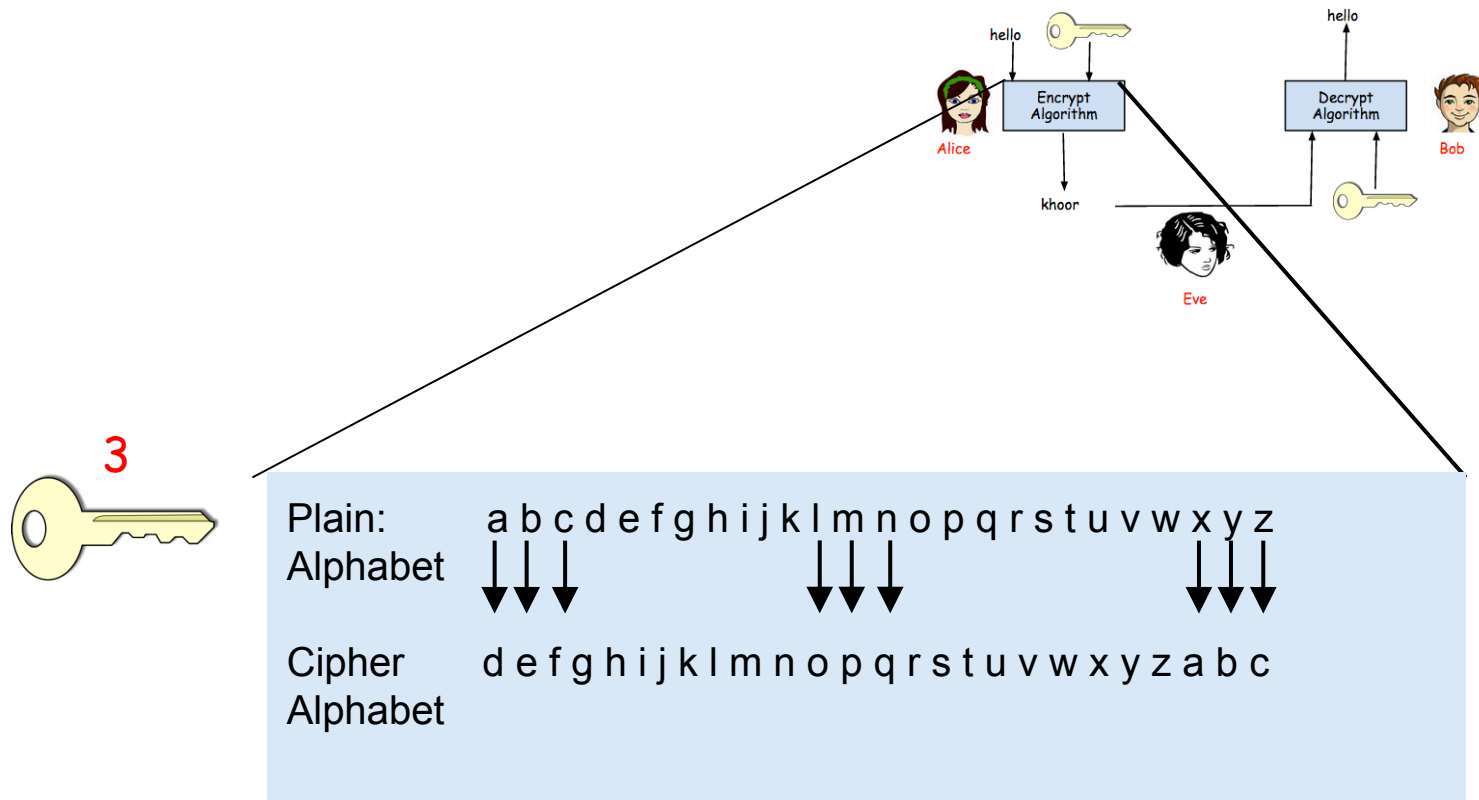 hello
hello
Encrypt
Algorithm
Decrypt
Algorithm
Alice
Bob
khoor
Eve
3
Plain: a b c d e f g h i j k l m n o p q r s t u v w x y z
Alphabet
Cipher d e f g h i j k l m n o p q r s t u v w x y z a b c
Alphabet